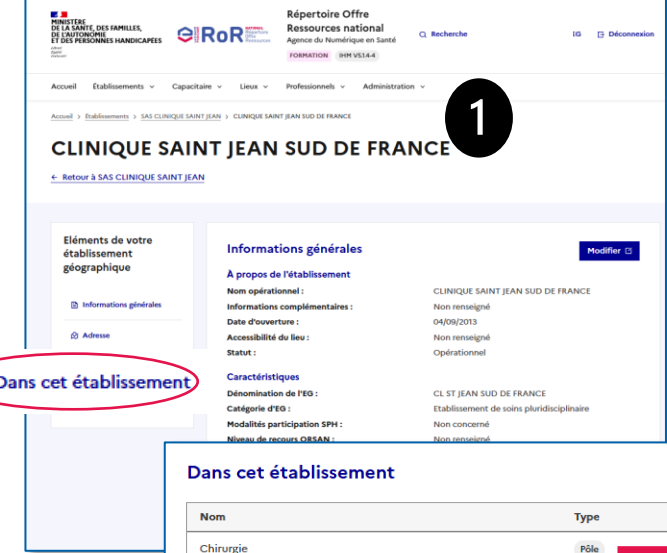 MINISTÈRE
DE LA SANTÉ, DES FAMILLES,
DE L'AUTONOMIE
ET DES PERSONNES HANDICAPÉES
RoR
Répertoire Offre
Ressources national
Agence du Numérique en Santé
FORMATION IHM V5.14-4
Recherche
IG
Déconnexion
Accueil Établissements Capacitaire Lieux Professionnels Administration
Accueil > Établissements > SAS CLINIQUE SAINT JEAN > CLINIQUE SAINT JEAN SUD DE FRANCE
1
CLINIQUE SAINT JEAN SUD DE FRANCE
← Retour à SAS CLINIQUE SAINT JEAN
Eléments de votre
établissement
géographique
Informations générales
Adresse
Dans cet établissement
Informations générales
Modifier
À propos de l'établissement
Nom opérationnel : CLINIQUE SAINT JEAN SUD DE FRANCE
Informations complémentaires : Non renseigné
Date d'ouverture : 04/09/2013
Accessibilité du lieu : Non renseigné
Statut : Opérationnel
Caractéristiques
Dénomination de l'EG : CL ST JEAN SUD DE FRANCE
Catégorie d'EG : Etablissement de soins pluridisciplinaire
Modalités participation SPH : Non concerné
Niveau de recours ORSAN : Non renseigné
Dans cet établissement
Nom Type
Chirurgie Pôle